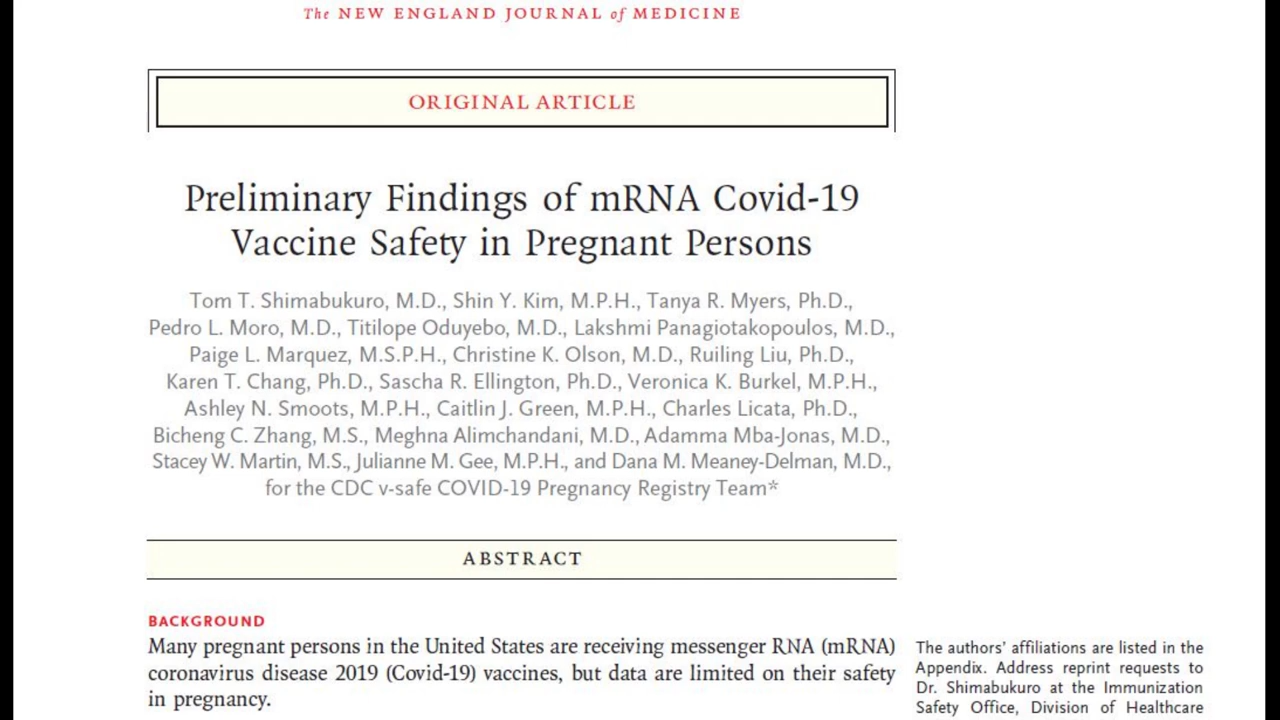 The NEW ENGLAND JOURNAL of MEDICINE
ORIGINAL ARTICLE
Preliminary Findings of mRNA Covid-19
Vaccine Safety in Pregnant Persons
Tom T. Shimabukuro, M.D., Shin Y. Kim, M.P.H., Tanya R. Myers, Ph.D.,
Pedro L. Moro, M.D., Titilope Oduyebo, M.D., Lakshmi Panagiotakopoulos, M.D.,
Paige L. Marquez, M.S.P.H., Christine K. Olson, M.D., Ruiling Liu, Ph.D.,
Karen T. Chang, Ph.D., Sascha R. Ellington, Ph.D., Veronica K. Burkel, M.P.H.,
Ashley N. Smoots, M.P.H., Caitlin J. Green, M.P.H., Charles Licata, Ph.D.,
Bicheng C. Zhang, M.S., Meghna Alimchandani, M.D., Adamma Mba-Jonas, M.D.,
Stacey W. Martin, M.S., Julianne M. Gee, M.P.H., and Dana M. Meaney-Delman, M.D.,
for the CDC v-safe COVID-19 Pregnancy Registry Team*
ABSTRACT
BACKGROUND
Many pregnant persons in the United States are receiving messenger RNA (mRNA)
coronavirus disease 2019 (Covid-19) vaccines, but data are limited on their safety
in pregnancy.
The authors' affiliations are listed in the
Appendix. Address reprint requests to
Dr. Shimabukuro at the Immunization
Safety Office, Division of Healthcare